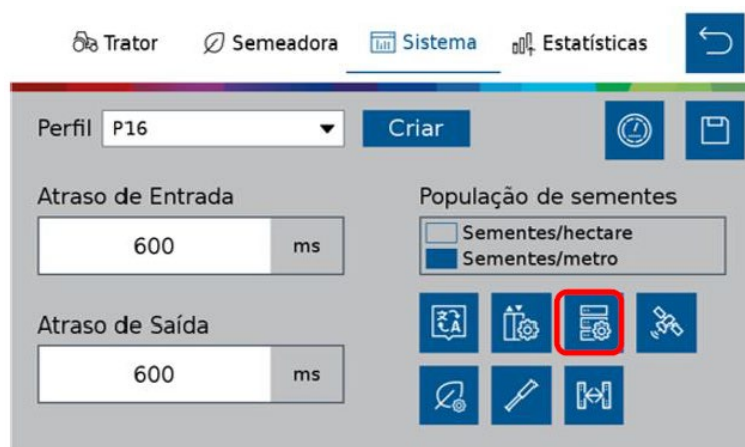 Trator Semeadora Sistema Estatísticas
Perfil P16 Criar
Atraso de Entrada
600 ms
População de sementes
Sementes/hectare
Sementes/metro
Atraso de Saída
600 ms